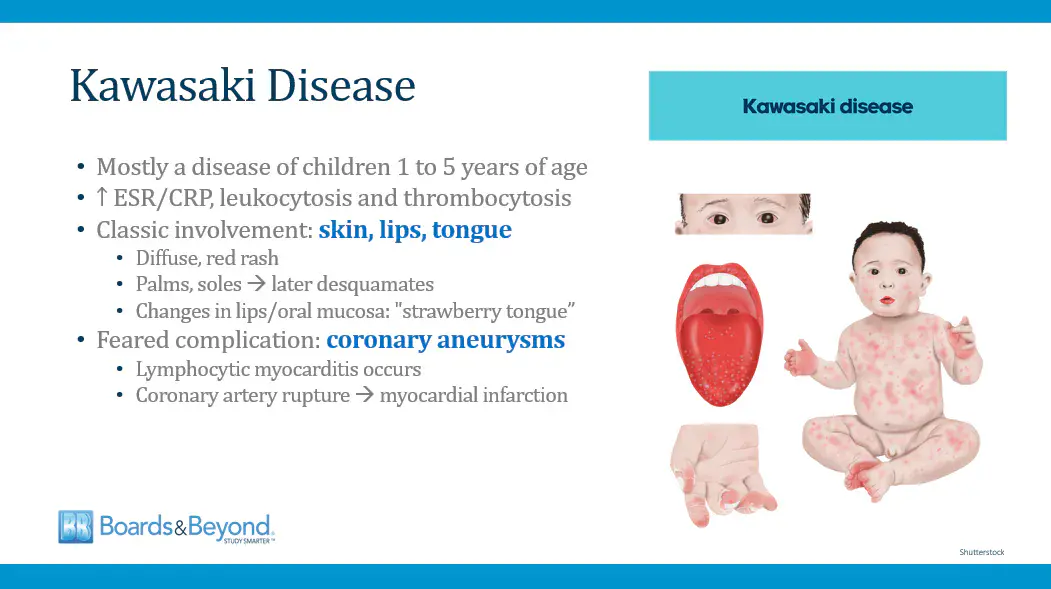 Kawasaki Disease
Kawasaki disease
• Mostly a disease of children 1 to 5 years of age
• ↑ ESR/CRP, leukocytosis and thrombocytosis
• Classic involvement: skin, lips, tongue
• Diffuse, red rash
• Palms, soles → later desquamates
• Changes in lips/oral mucosa: "strawberry tongue”
• Feared complication: coronary aneurysms
• Lymphocytic myocarditis occurs
• Coronary artery rupture → myocardial infarction
BB Boards&Beyond®
STUDY SMARTER™
Shutterstock